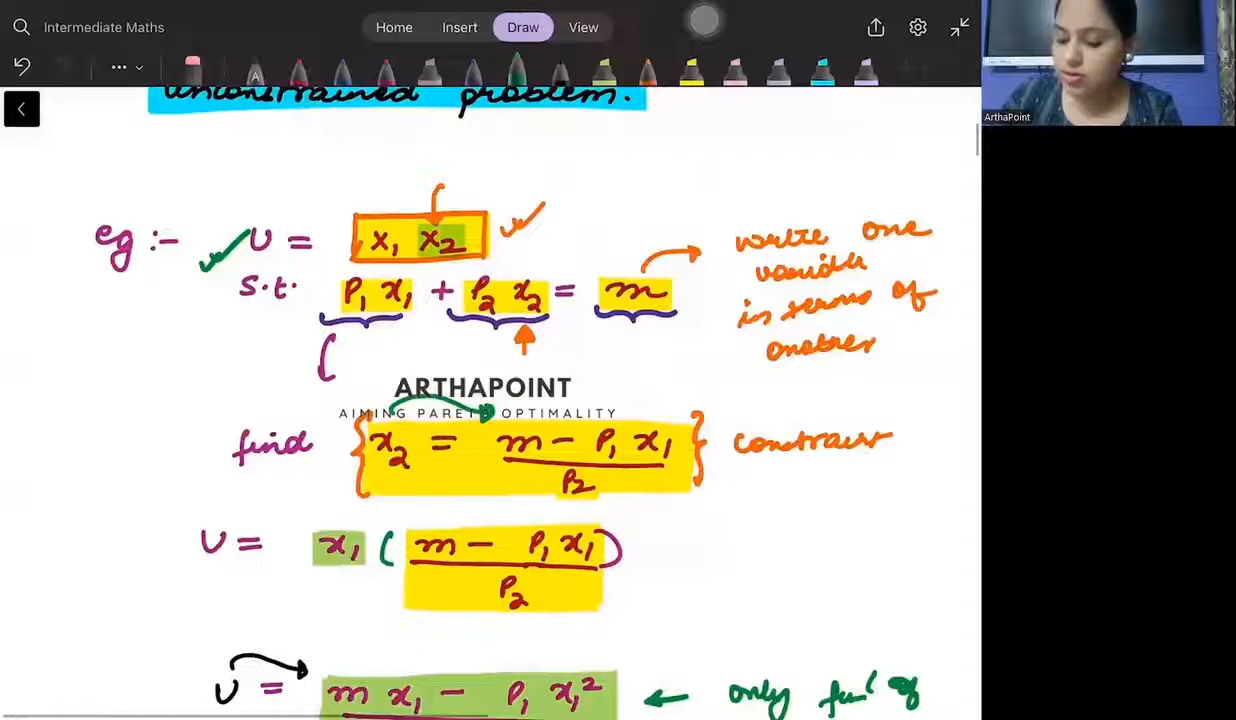 Intermediate Maths
Home Insert Draw View
ArthaPoint
unconstrained problem.
eg :- U = x₁ x₂
s.t. P₁ x₁ + P₂ x₂ = m
write one
variable
in terms of
another
ARTHAPOINT
AIMING PARETO OPTIMALITY
find { x₂ = m - P₁ x₁ / P₂ } constraint
U = x₁ ( m - P₁ x₁ / P₂ )
U = m x₁ - P₁ x₁² ← only funⁿ of